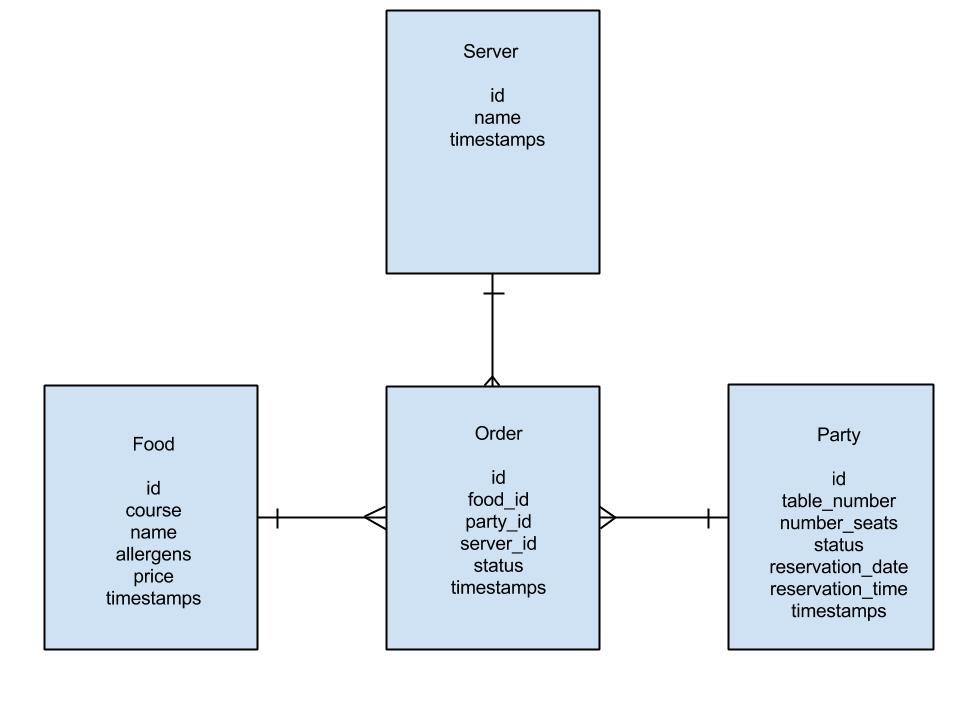 Server
id
name
timestamps
Food
id
course
name
allergens
price
timestamps
Order
id
food_id
party_id
server_id
status
timestamps
Party
id
table_number
number_seats
status
reservation_date
reservation_time
timestamps